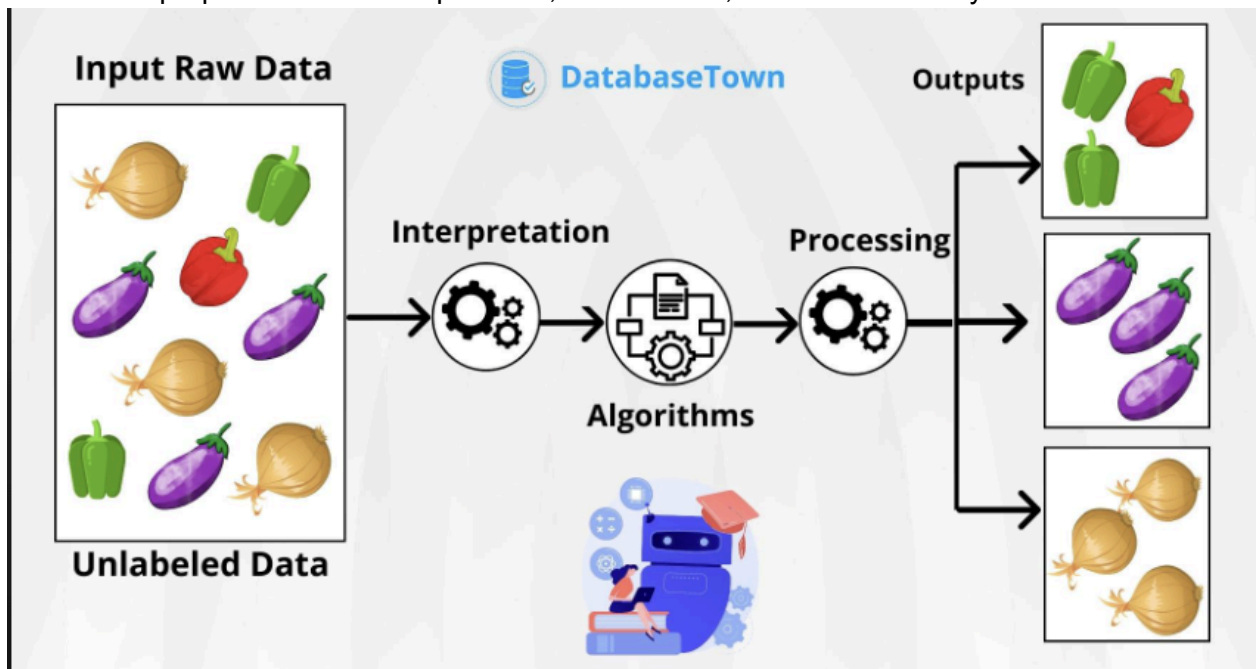 Input Raw Data
DatabaseTown
Outputs
Interpretation
Processing
Algorithms
Unlabeled Data